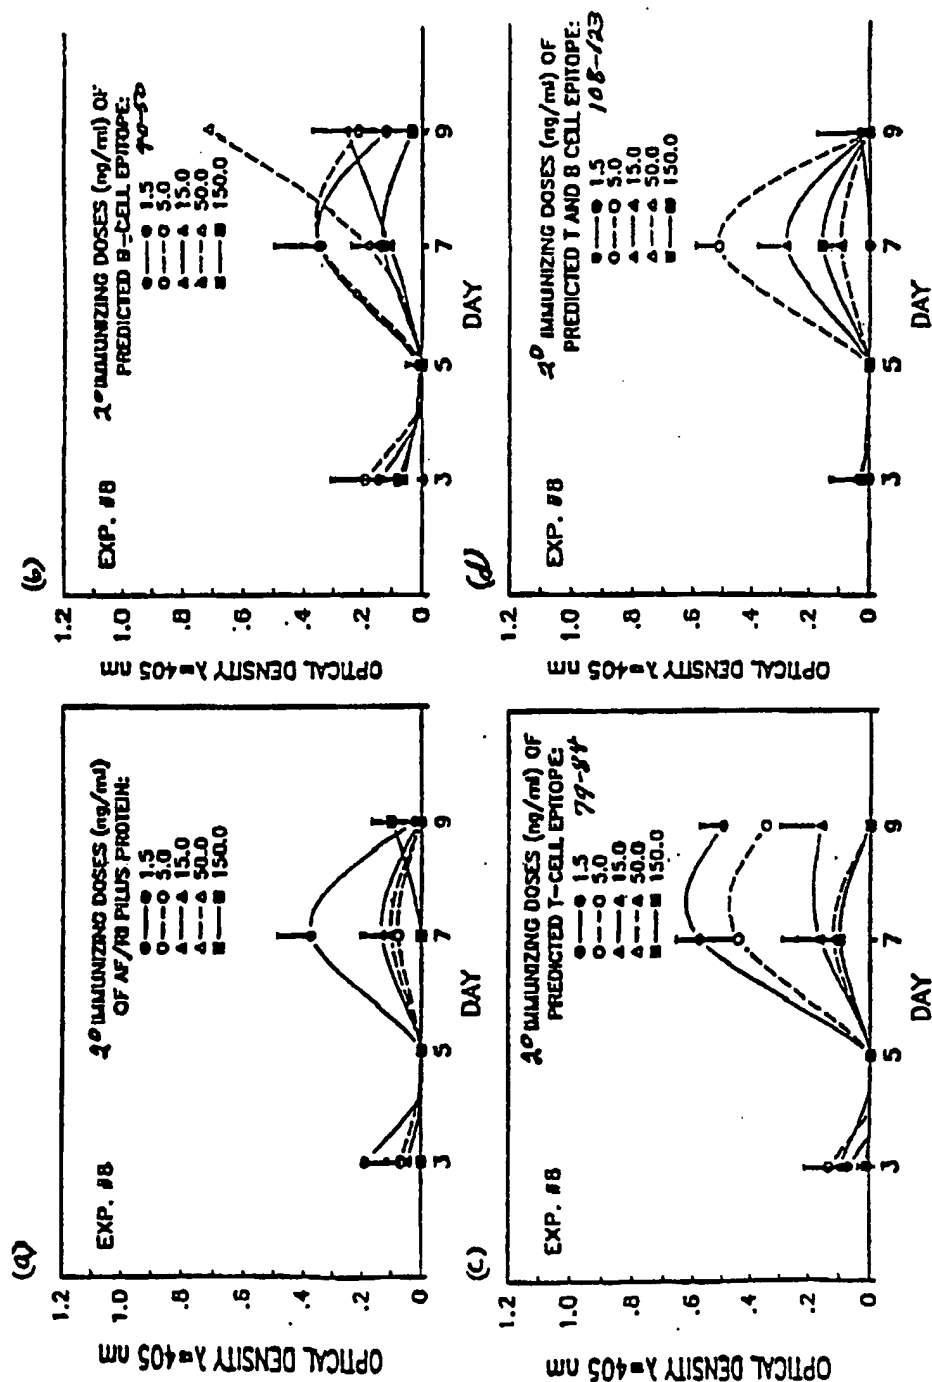 (a)
EXP. #8
2º IMMUNIZING DOSES (ng/ml)
OF AF/RI PILUS PROTEIN:
1.5
5.0
15.0
50.0
150.0
OPTICAL DENSITY λ=405 nm
1.2
1.0
.8
.6
.4
.2
0
3
5
7
9
DAY
(b)
EXP. #8
2º IMMUNIZING DOSES (ng/ml) OF
PREDICTED B-CELL EPITOPE:
40-50
1.5
5.0
15.0
50.0
150.0
OPTICAL DENSITY λ=405 nm
1.2
1.0
.8
.6
.4
.2
0
3
5
7
9
DAY
(c)
EXP. #8
2º IMMUNIZING DOSES (ng/ml) OF
PREDICTED T-CELL EPITOPE:
79-84
1.5
5.0
15.0
50.0
150.0
OPTICAL DENSITY λ=405 nm
1.2
1.0
.8
.6
.4
.2
0
3
5
7
9
DAY
(d)
EXP. #8
2º IMMUNIZING DOSES (ng/ml) OF
PREDICTED T AND B CELL EPITOPE:
108-123
1.5
5.0
15.0
50.0
150.0
OPTICAL DENSITY λ=405 nm
1.2
1.0
.8
.6
.4
.2
0
3
5
7
9
DAY